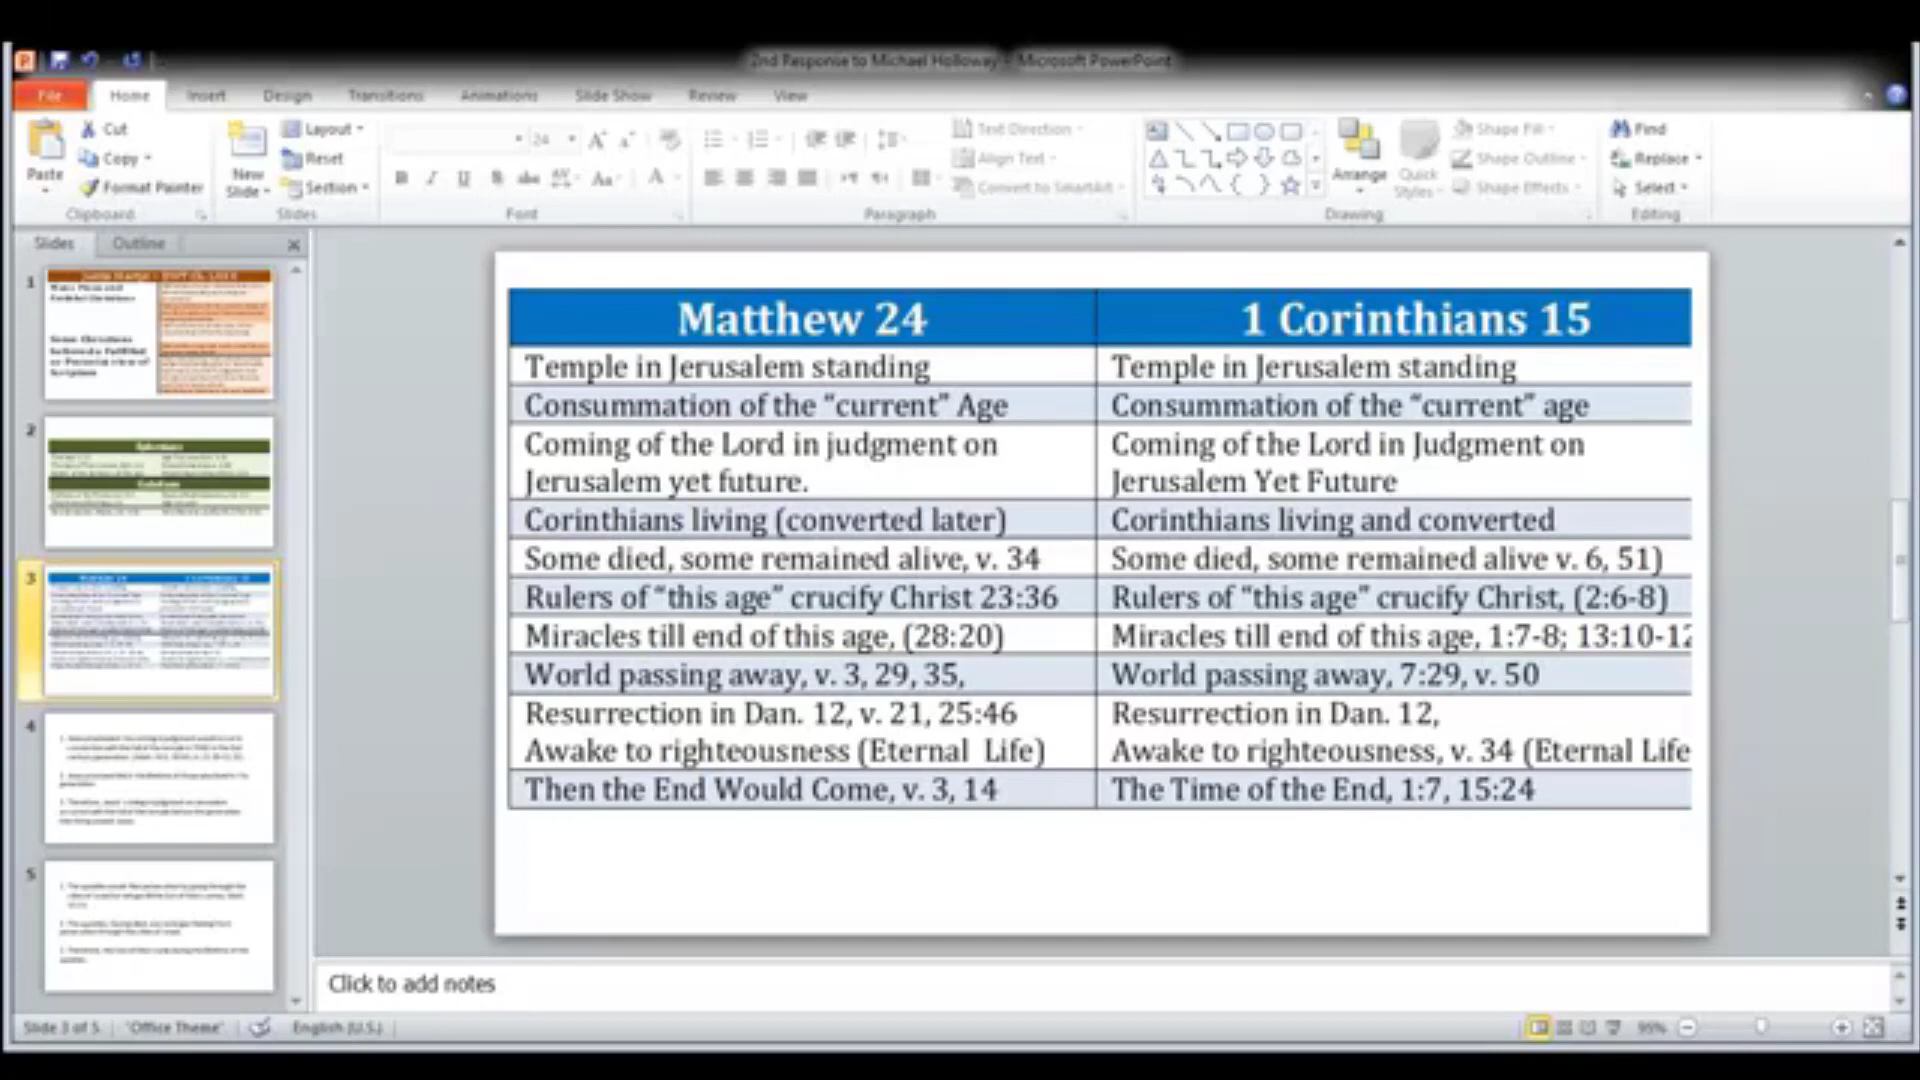 2nd Response to Michael Holloway - Microsoft PowerPoint
File Home Insert Design Transitions Animations Slide Show Review View
Paste
Cut
Copy
Format Painter
Clipboard
New
Slide
Layout
Reset
Section
Slides
24
Font
Text Direction
Align Text
Convert to SmartArt
Paragraph
Arrange
Quick
Styles
Shape Fill
Shape Outline
Shape Effects
Drawing
Find
Replace
Select
Editing
Slides Outline
1
2
3
4
5
Matthew 24 1 Corinthians 15
Temple in Jerusalem standing Temple in Jerusalem standing
Consummation of the “current” Age Consummation of the “current” age
Coming of the Lord in judgment on Coming of the Lord in Judgment on
Jerusalem yet future. Jerusalem Yet Future
Corinthians living (converted later) Corinthians living and converted
Some died, some remained alive, v. 34 Some died, some remained alive v. 6, 51)
Rulers of “this age” crucify Christ 23:36 Rulers of “this age” crucify Christ, (2:6-8)
Miracles till end of this age, (28:20) Miracles till end of this age, 1:7-8; 13:10-12
World passing away, v. 3, 29, 35, World passing away, 7:29, v. 50
Resurrection in Dan. 12, v. 21, 25:46 Resurrection in Dan. 12,
Awake to righteousness (Eternal Life) Awake to righteousness, v. 34 (Eternal Life
Then the End Would Come, v. 3, 14 The Time of the End, 1:7, 15:24
Click to add notes
Slide 3 of 5 "Office Theme" English (U.S.) 95%